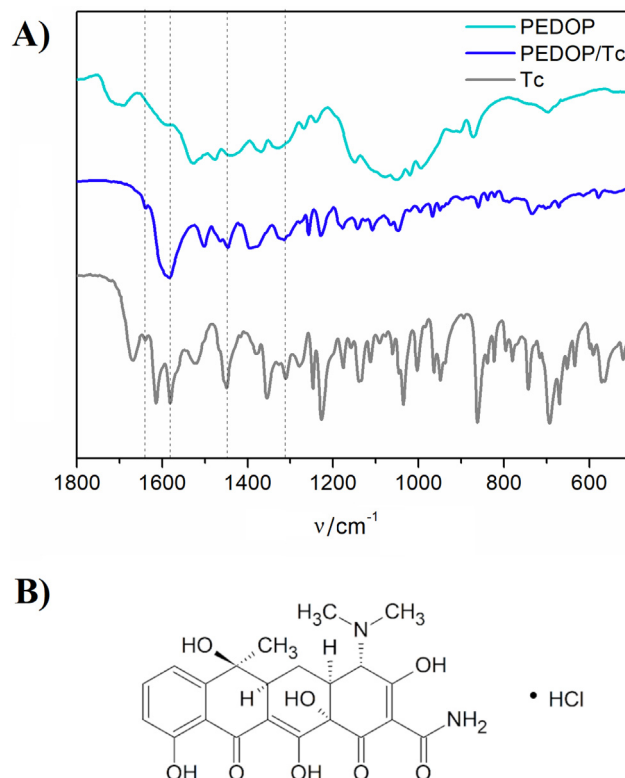 A)
PEDOP
PEDOP/Tc
Tc
1800 1600 1400 1200 1000 800 600
ν/cm⁻¹
B)
H₃C CH₃
N
HO CH₃ H OH
H HO NH₂ • HCl
OH O OH O O